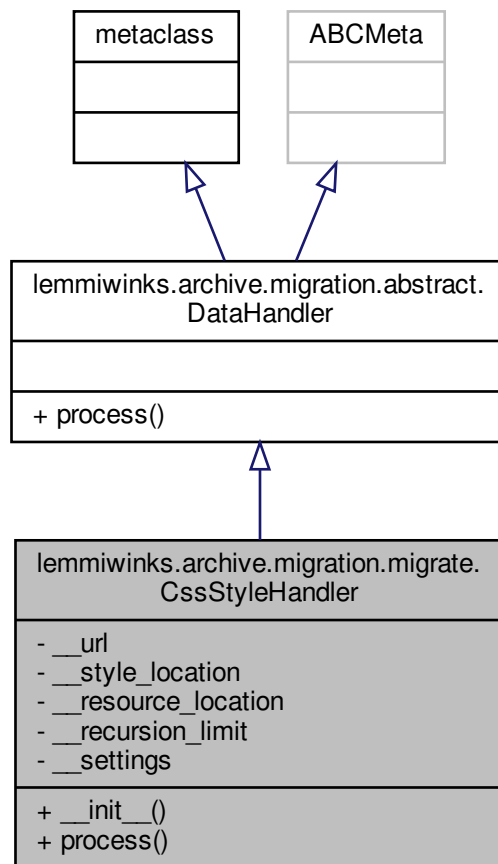 metaclass
ABCMeta
lemmiwinks.archive.migration.abstract.
DataHandler
+ process()
lemmiwinks.archive.migration.migrate.
CssStyleHandler
- __url
- __style_location
- __resource_location
- __recursion_limit
- __settings
+ __init__()
+ process()